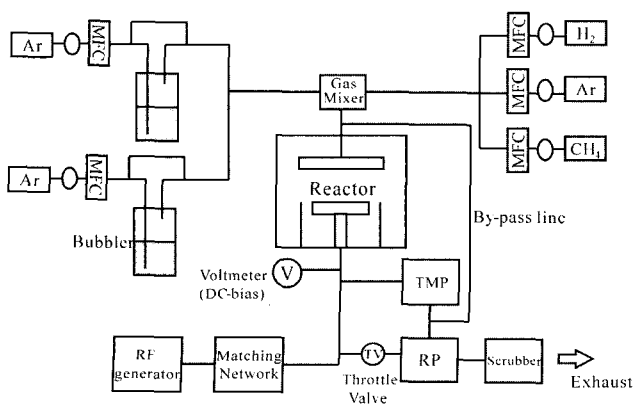 Ar
MFC
MFC
H₂
Gas
Mixer
MFC
Ar
Ar
MFC
MFC
CH₄
Reactor
Bubbler
By-pass line
Voltmeter
(DC-bias)
V
TMP
RF
generator
Matching
Network
TV
RP
Scrubber
Throttle
Valve
Exhaust